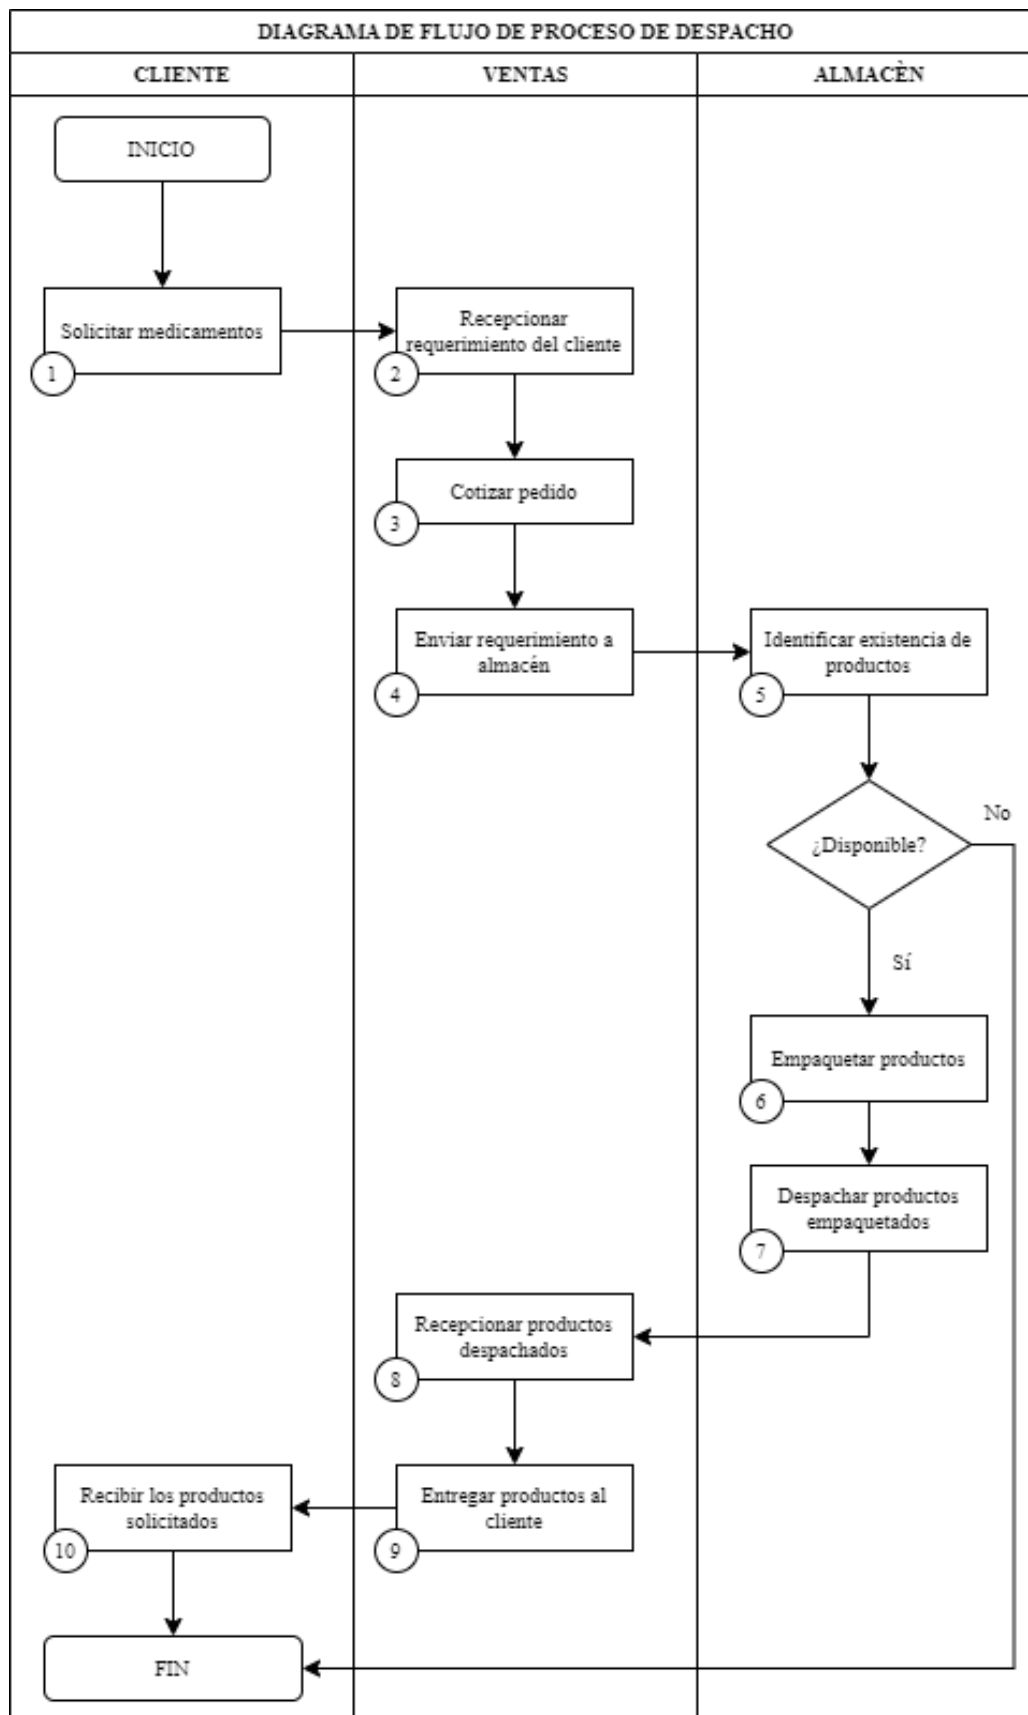 DIAGRAMA DE FLUJO DE PROCESO DE DESPACHO
CLIENTE
VENTAS
ALMACÈN
INICIO
Solicitar medicamentos
1
Recepcionar
requerimiento del cliente
2
Cotizar pedido
3
Enviar requerimiento a
almacén
4
Identificar existencia de
productos
5
¿Disponible?
No
Sí
Empaquetar productos
6
Despachar productos
empaquetados
7
Recepcionar productos
despachados
8
Entregar productos al
cliente
9
Recibir los productos
solicitados
10
FIN